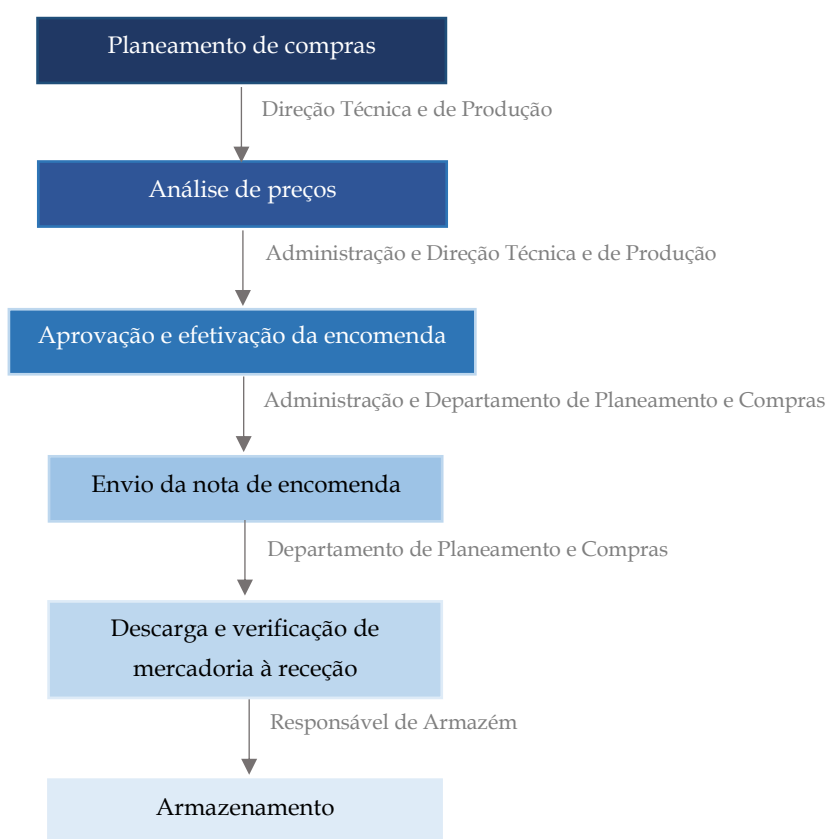 Planeamento de compras
Direção Técnica e de Produção
Análise de preços
Administração e Direção Técnica e de Produção
Aprovação e efetivação da encomenda
Administração e Departamento de Planeamento e Compras
Envio da nota de encomenda
Departamento de Planeamento e Compras
Descarga e verificação de
mercadoria à receção
Responsável de Armazém
Armazenamento